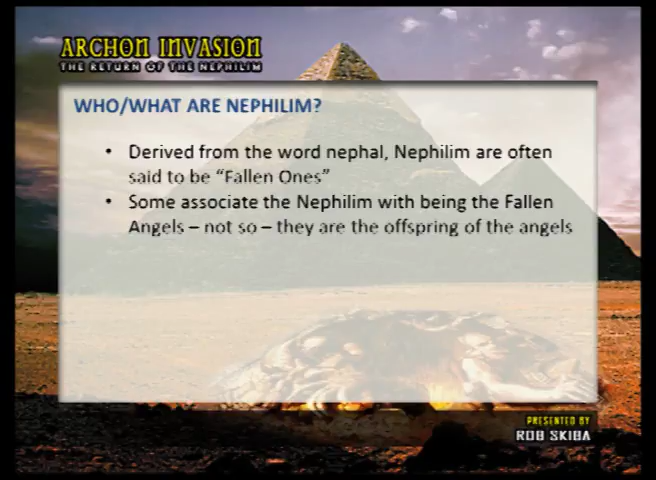 ARCHON INVASION
THE RETURN OF THE NEPHILIM
WHO/WHAT ARE NEPHILIM?
• Derived from the word nephal, Nephilim are often
said to be “Fallen Ones”
• Some associate the Nephilim with being the Fallen
Angels – not so – they are the offspring of the angels
PRESENTED BY
ROB SKIBA